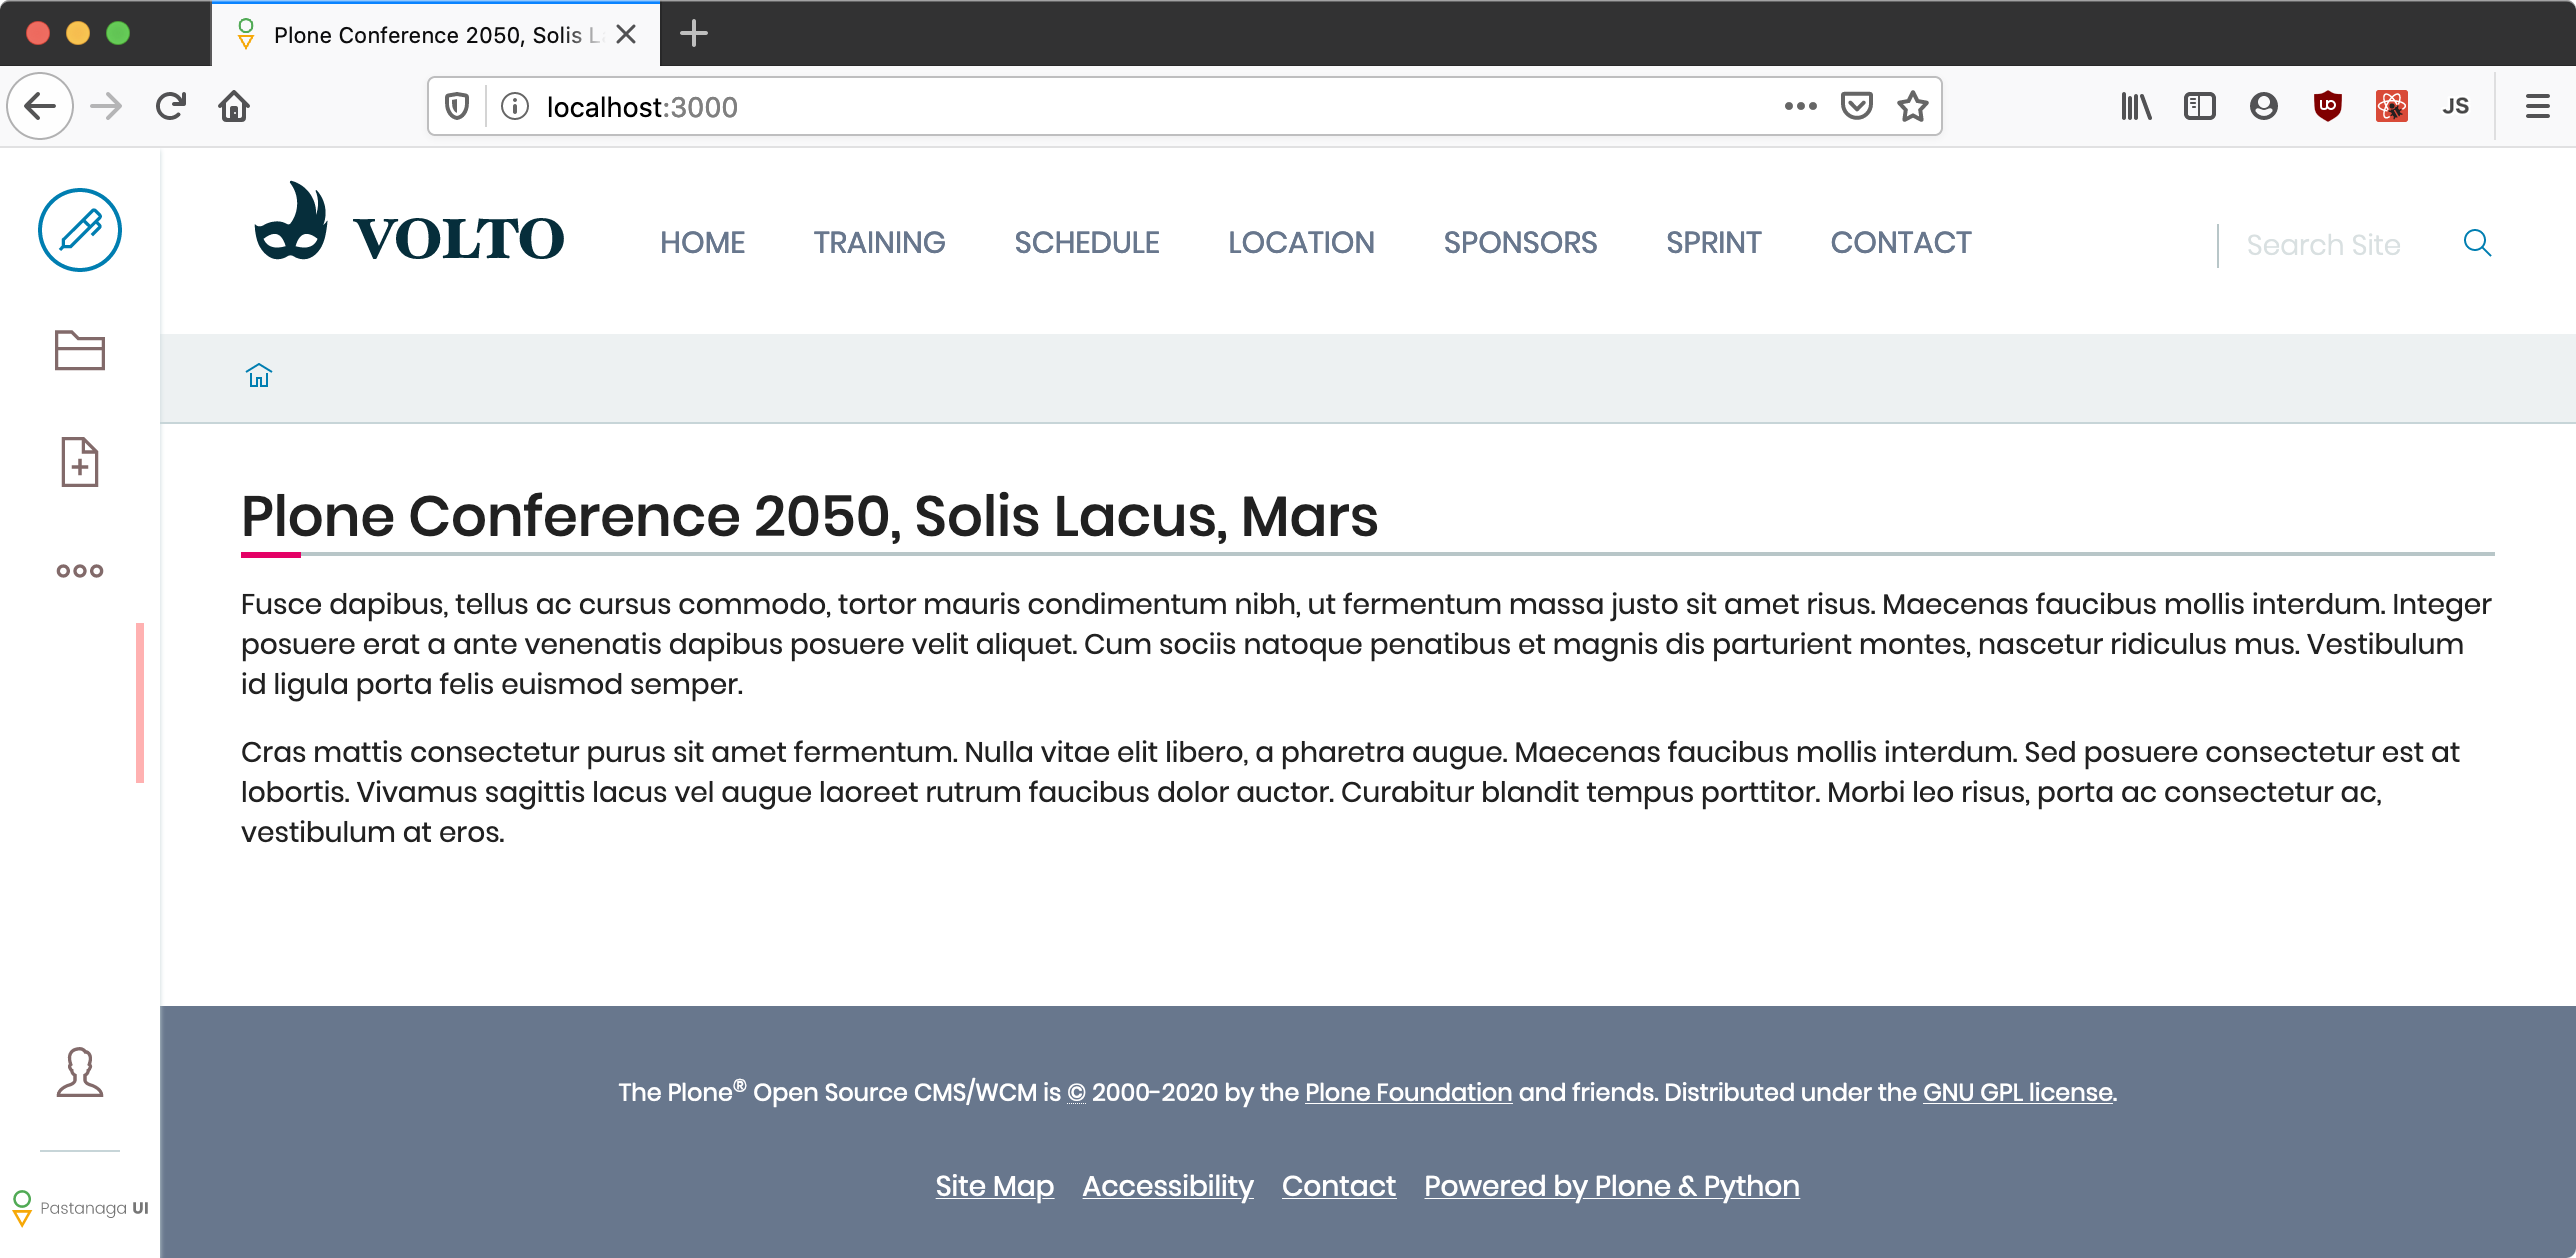 Plone Conference 2050, Solis L
localhost:3000
JS
VOLTO
HOME TRAINING SCHEDULE LOCATION SPONSORS SPRINT CONTACT
Search Site
Plone Conference 2050, Solis Lacus, Mars
Fusce dapibus, tellus ac cursus commodo, tortor mauris condimentum nibh, ut fermentum massa justo sit amet risus. Maecenas faucibus mollis interdum. Integer
posuere erat a ante venenatis dapibus posuere velit aliquet. Cum sociis natoque penatibus et magnis dis parturient montes, nascetur ridiculus mus. Vestibulum
id ligula porta felis euismod semper.
Cras mattis consectetur purus sit amet fermentum. Nulla vitae elit libero, a pharetra augue. Maecenas faucibus mollis interdum. Sed posuere consectetur est at
lobortis. Vivamus sagittis lacus vel augue laoreet rutrum faucibus dolor auctor. Curabitur blandit tempus porttitor. Morbi leo risus, porta ac consectetur ac,
vestibulum at eros.
The Plone® Open Source CMS/WCM is © 2000-2020 by the Plone Foundation and friends. Distributed under the GNU GPL license.
Site Map Accessibility Contact Powered by Plone & Python
Pastanaga UI